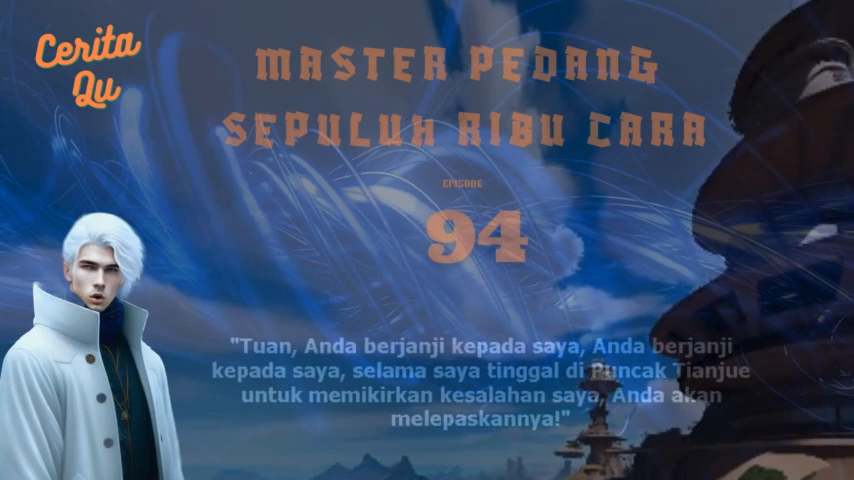 Cerita
Qu
MASTER PEDANG
SEPULUH RIBU CARA
EPISODE
94
"Tuan, Anda berjanji kepada saya, Anda berjanji
kepada saya, selama saya tinggal di Puncak Tianjue
untuk memikirkan kesalahan saya, Anda akan
melepaskannya!"